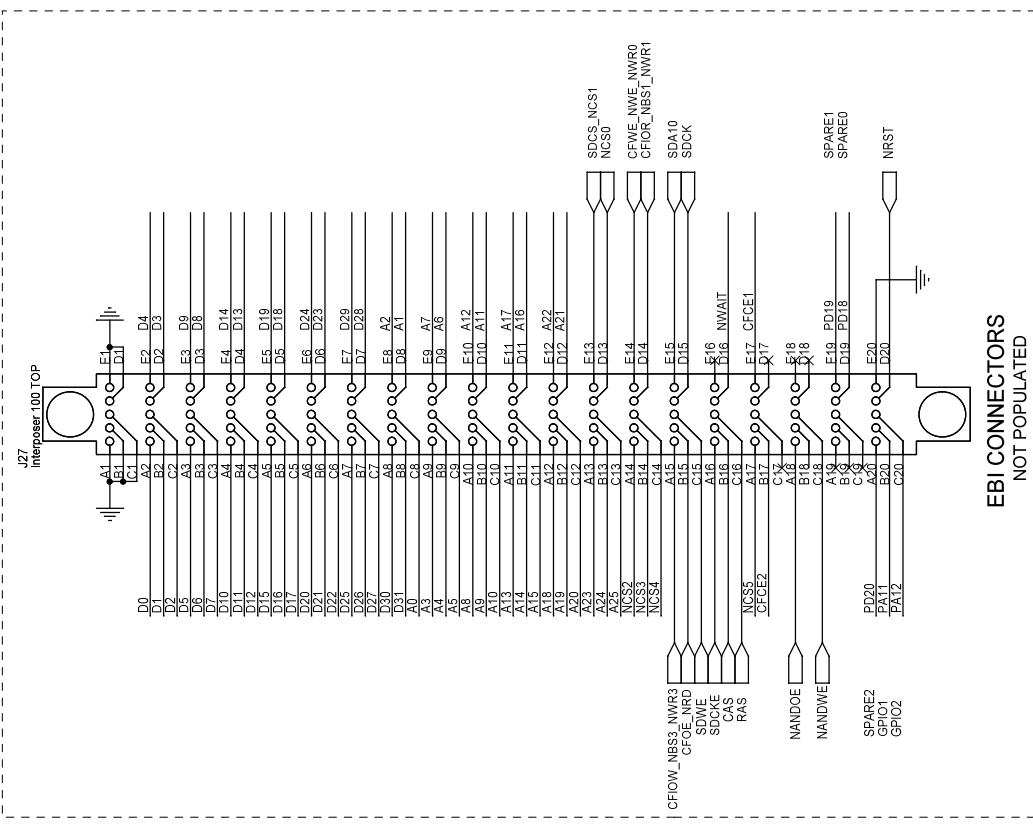 J27
Interposer 100 TOP
A1
B1
C1
E1
D1
D0
D1
D2
A2
B2
C2
E2
D2
D4
D3
D5
D6
D7
A3
B3
C3
E3
D3
D9
D8
D10
D11
D12
A4
B4
C4
E4
D4
D14
D13
D15
D16
D17
A5
B5
C5
E5
D5
D19
D18
D20
D21
D22
A6
B6
C6
E6
D6
D24
D23
D25
D26
D27
A7
B7
C7
E7
D7
D29
D28
D30
D31
A0
A8
B8
C8
E8
D8
A2
A1
A3
A4
A5
A9
B9
C9
E9
D9
A7
A6
A8
A9
A10
A10
B10
C10
E10
D10
A12
A11
A13
A14
A15
A11
B11
C11
E11
D11
A17
A16
A18
A19
A20
A12
B12
C12
E12
D12
A22
A21
A23
A24
A25
A13
B13
C13
E13
D13
SDCS_NCS1
NCS0
NCS2
NCS3
NCS4
A14
B14
C14
E14
D14
CFWE_NWE_NWR0
CFIOR_NBS1_NWR1
CFIOW_NBS3_NWR3
CFOE_NRD
SDWE
A15
B15
C15
E15
D15
SDA10
SDCK
SDCKE
CAS
RAS
A16
B16
C16
E16
D16
NWAIT
NCS5
CFCE2
A17
B17
C17
E17
D17
CFCE1
NANDOE
NANDWE
A18
B18
C18
E18
D18
A19
B19
C19
E19
D19
PD19
PD18
SPARE1
SPARE0
SPARE2
GPIO1
GPIO2
PD20
PA11
PA12
A20
B20
C20
E20
D20
NRST
EBI CONNECTORS
NOT POPULATED